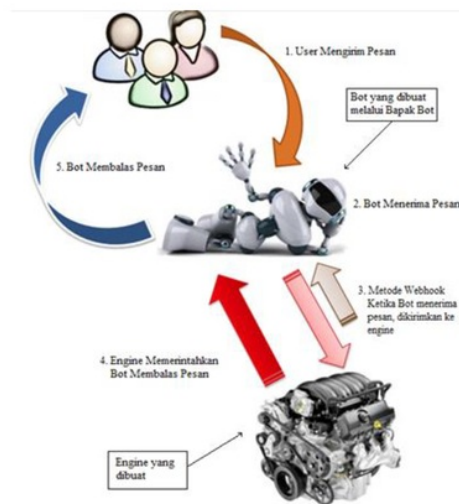 1. User Mengirim Pesan
Bot yang dibuat
melalui Bapak Bot
5. Bot Membalas Pesan
2. Bot Menerima Pesan
3. Metode Webhook
Ketika Bot menerima
pesan, dikirimkan ke
engine
4. Engine Memerintahkan
Bot Membalas Pesan
Engine yang
dibuat